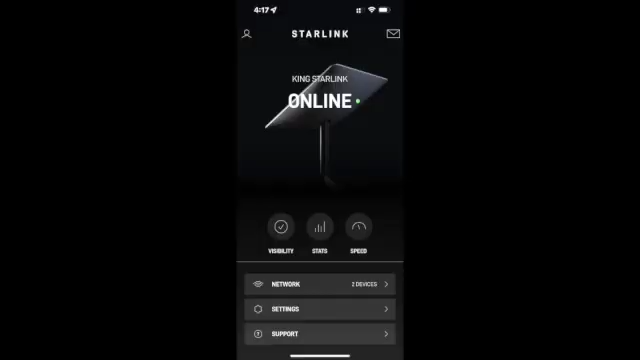 4:17
STARLINK
KING STARLINK
ONLINE
VISIBILITY
STATS
SPEED
NETWORK 2 DEVICES
SETTINGS
SUPPORT